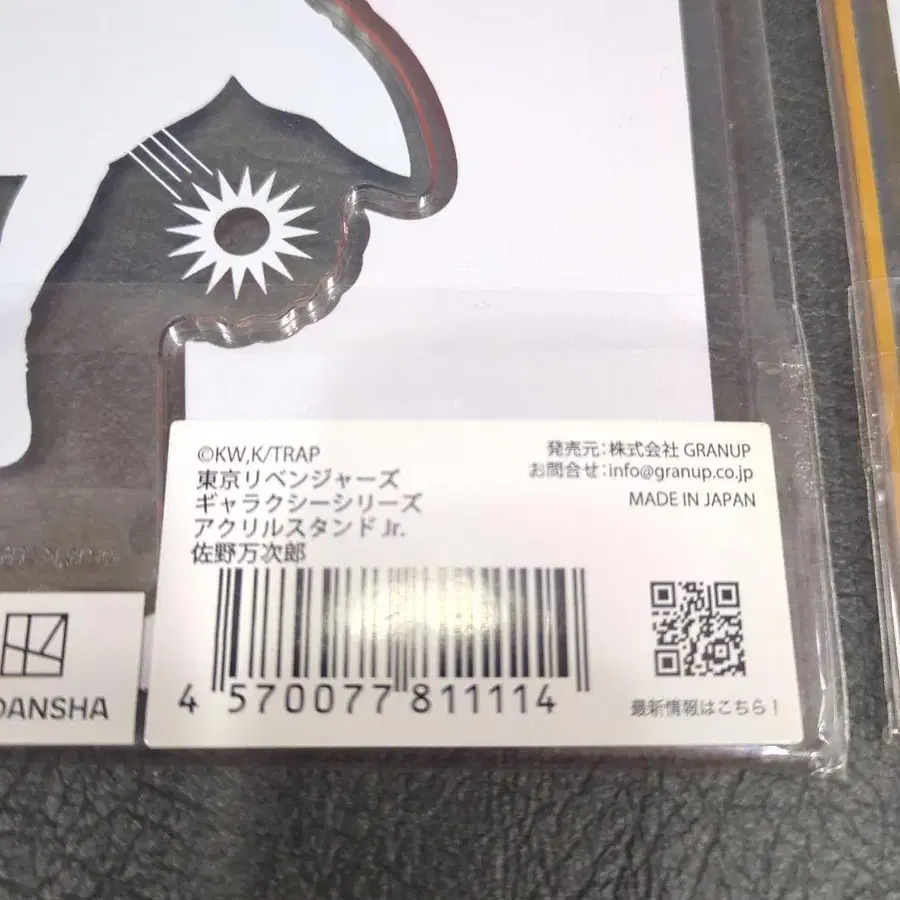 ©KW,K/TRAP
東京リベンジャーズ
ギャラクシーシリーズ
アクリルスタンド Jr.
佐野万次郎
発売元:株式会社 GRANUP
お問合せ:info@granup.co.jp
MADE IN JAPAN
4 570077 811114
最新情報はこちら!
DANSHA